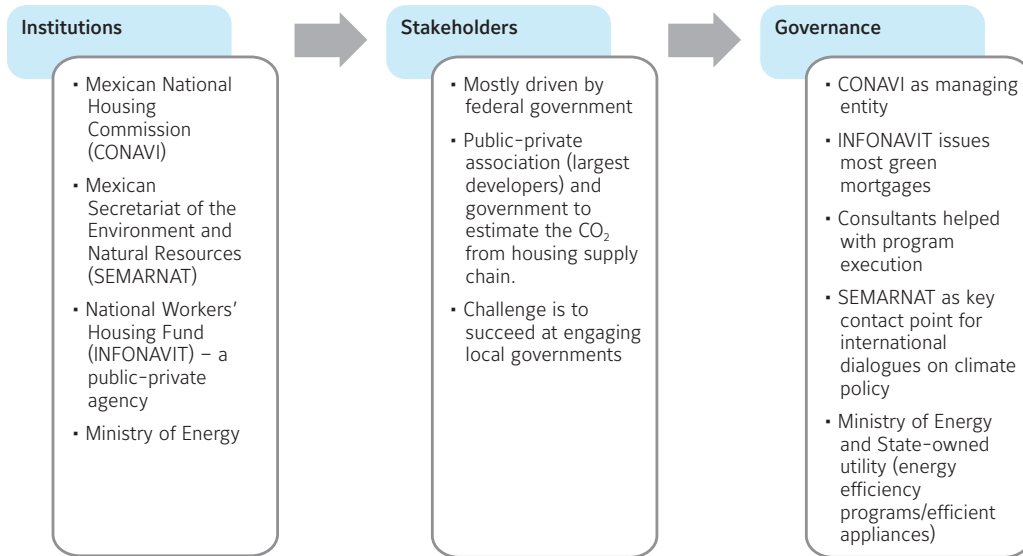 Institutions
▪ Mexican National
Housing
Commission
(CONAVI)
▪ Mexican
Secretariat of the
Environment and
Natural Resources
(SEMARNAT)
▪ National Workers’
Housing Fund
(INFONAVIT) – a
public-private
agency
▪ Ministry of Energy
Stakeholders
▪ Mostly driven by
federal government
▪ Public-private
association (largest
developers) and
government to
estimate the CO₂
from housing supply
chain.
▪ Challenge is to
succeed at engaging
local governments
Governance
▪ CONAVI as managing
entity
▪ INFONAVIT issues
most green
mortgages
▪ Consultants helped
with program
execution
▪ SEMARNAT as key
contact point for
international
dialogues on climate
policy
▪ Ministry of Energy
and State-owned
utility (energy
efficiency
programs/efficient
appliances)